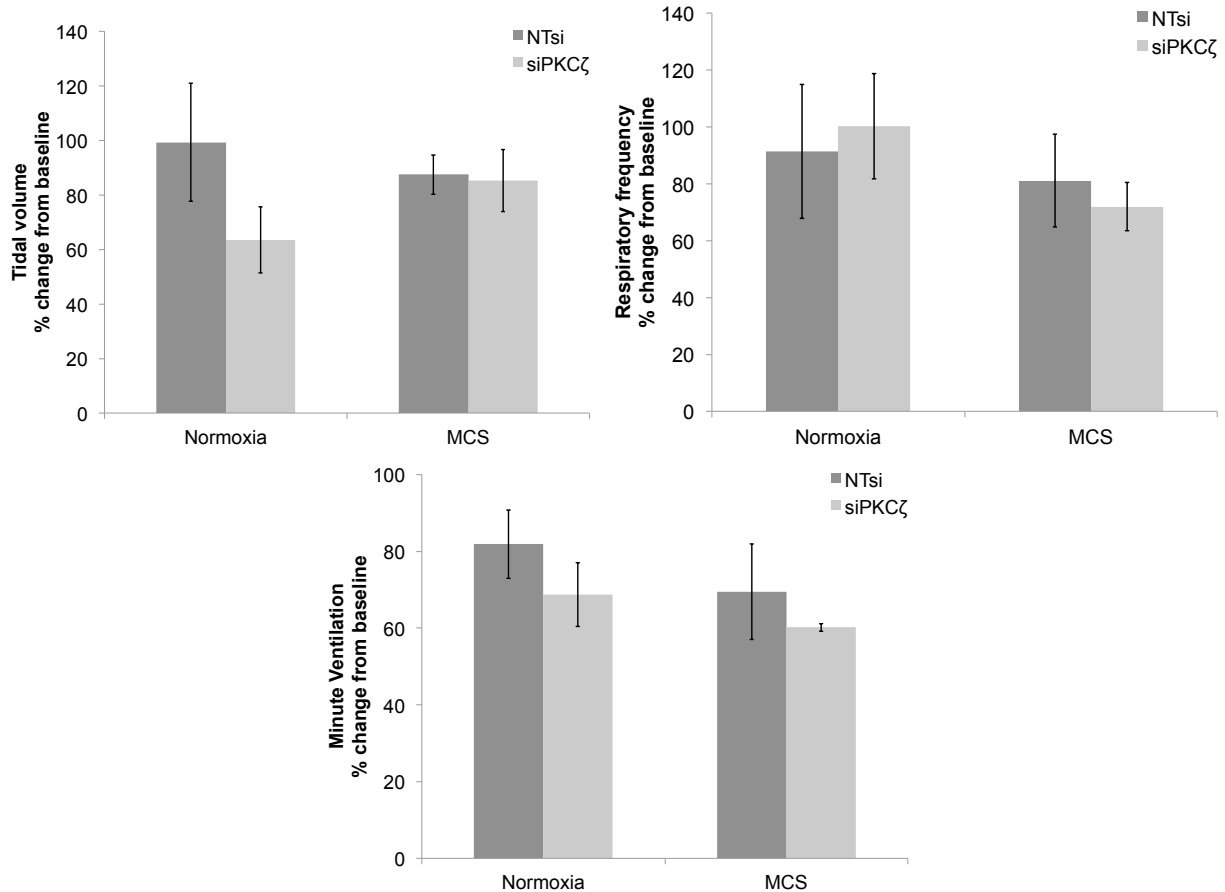 140
120
100
80
60
40
20
0
Tidal volume
% change from baseline
NTsi
siPKCζ
Normoxia
MCS
140
120
100
80
60
40
20
0
Respiratory frequency
% change from baseline
NTsi
siPKCζ
Normoxia
MCS
100
80
60
40
20
0
Minute Ventilation
% change from baseline
NTsi
siPKCζ
Normoxia
MCS